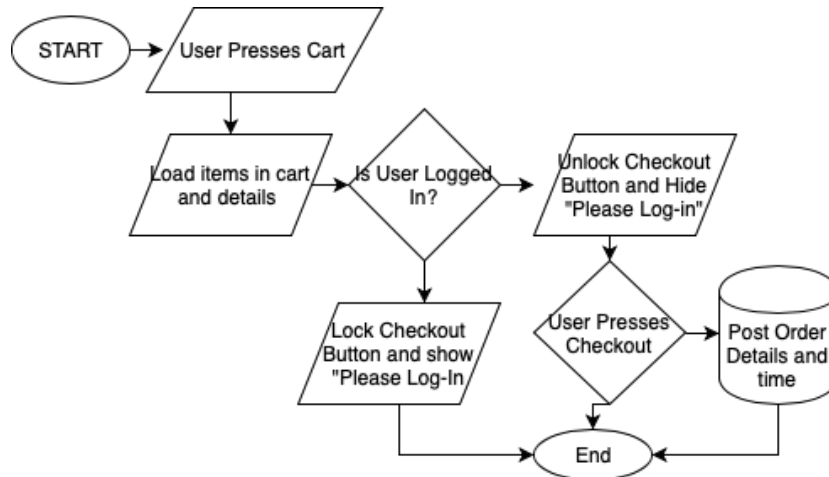 START
User Presses Cart
Load items in cart
and details
Is User Logged
In?
Unlock Checkout
Button and Hide
"Please Log-in"
Lock Checkout
Button and show
"Please Log-In
User Presses
Checkout
Post Order
Details and
time
End